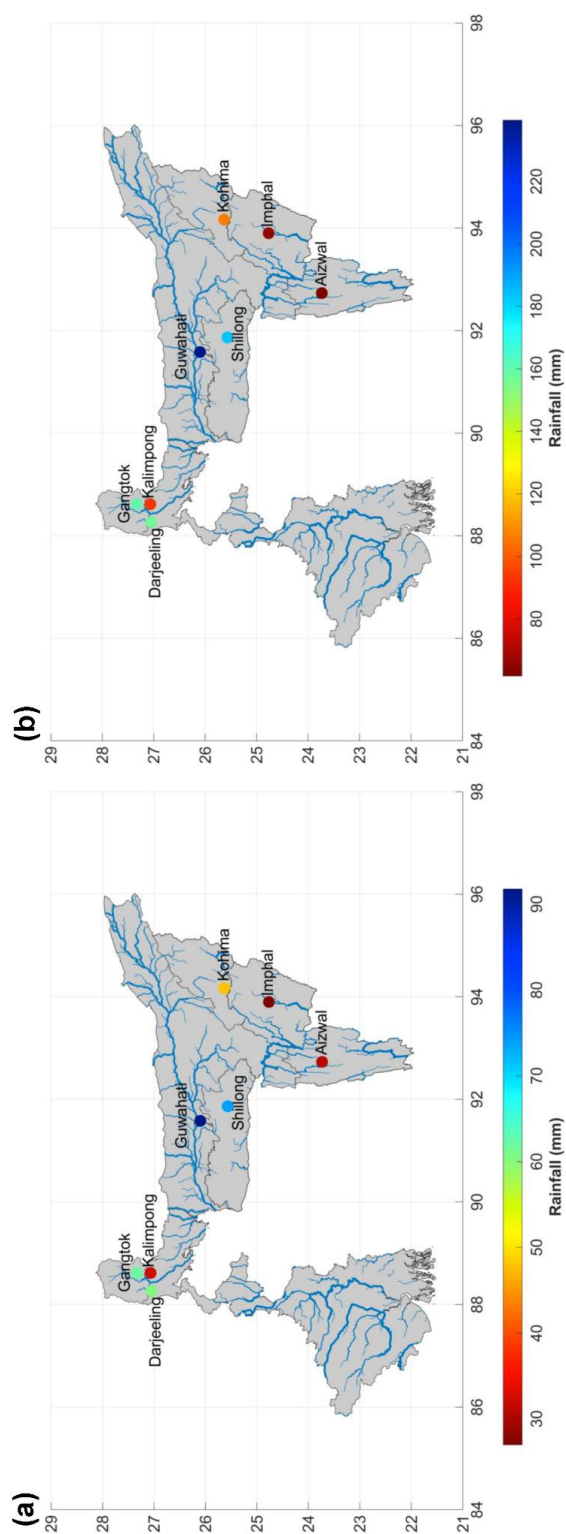 (a)
29
28
27
26
25
24
23
22
21
84
86
88
90
92
94
96
98
Gangtok
Kalimpong
Darjeeling
Guwahati
Shillong
Kohima
Imphal
Aizwal
30
40
50
60
70
80
90
Rainfall (mm)
(b)
29
28
27
26
25
24
23
22
21
84
86
88
90
92
94
96
98
Gangtok
Kalimpong
Darjeeling
Guwahati
Shillong
Kohima
Imphal
Aizwal
80
100
120
140
160
180
200
220
Rainfall (mm)